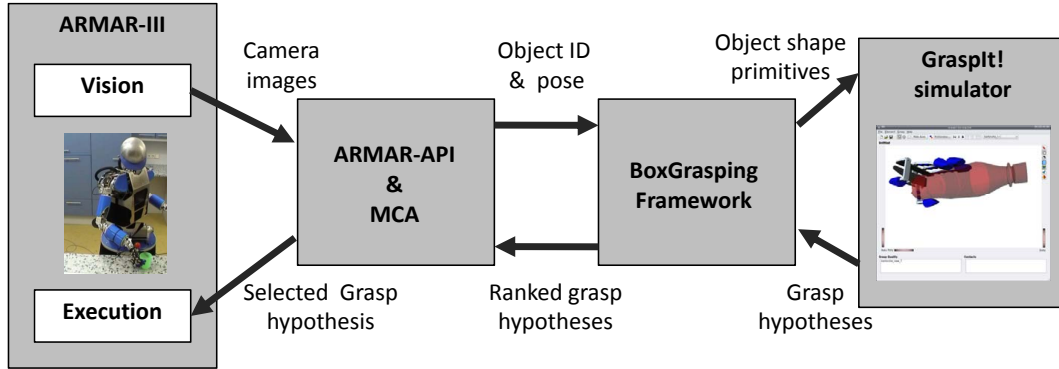 ARMAR-III
Vision
Execution
Camera
images
Selected Grasp
hypothesis
ARMAR-API
&
MCA
Object ID
& pose
Ranked grasp
hypotheses
BoxGrasping
Framework
Object shape
primitives
Grasp
hypotheses
GraspIt!
simulator